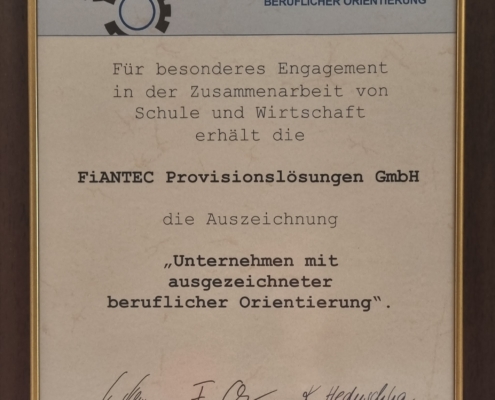 BERUFLICHER ORIENTIERUNG
Für besonderes Engagement
in der Zusammenarbeit von
Schule und Wirtschaft
erhält die
FiANTEC Provisionslösungen GmbH
die Auszeichnung
„Unternehmen mit
ausgezeichneter
beruflicher Orientierung“.